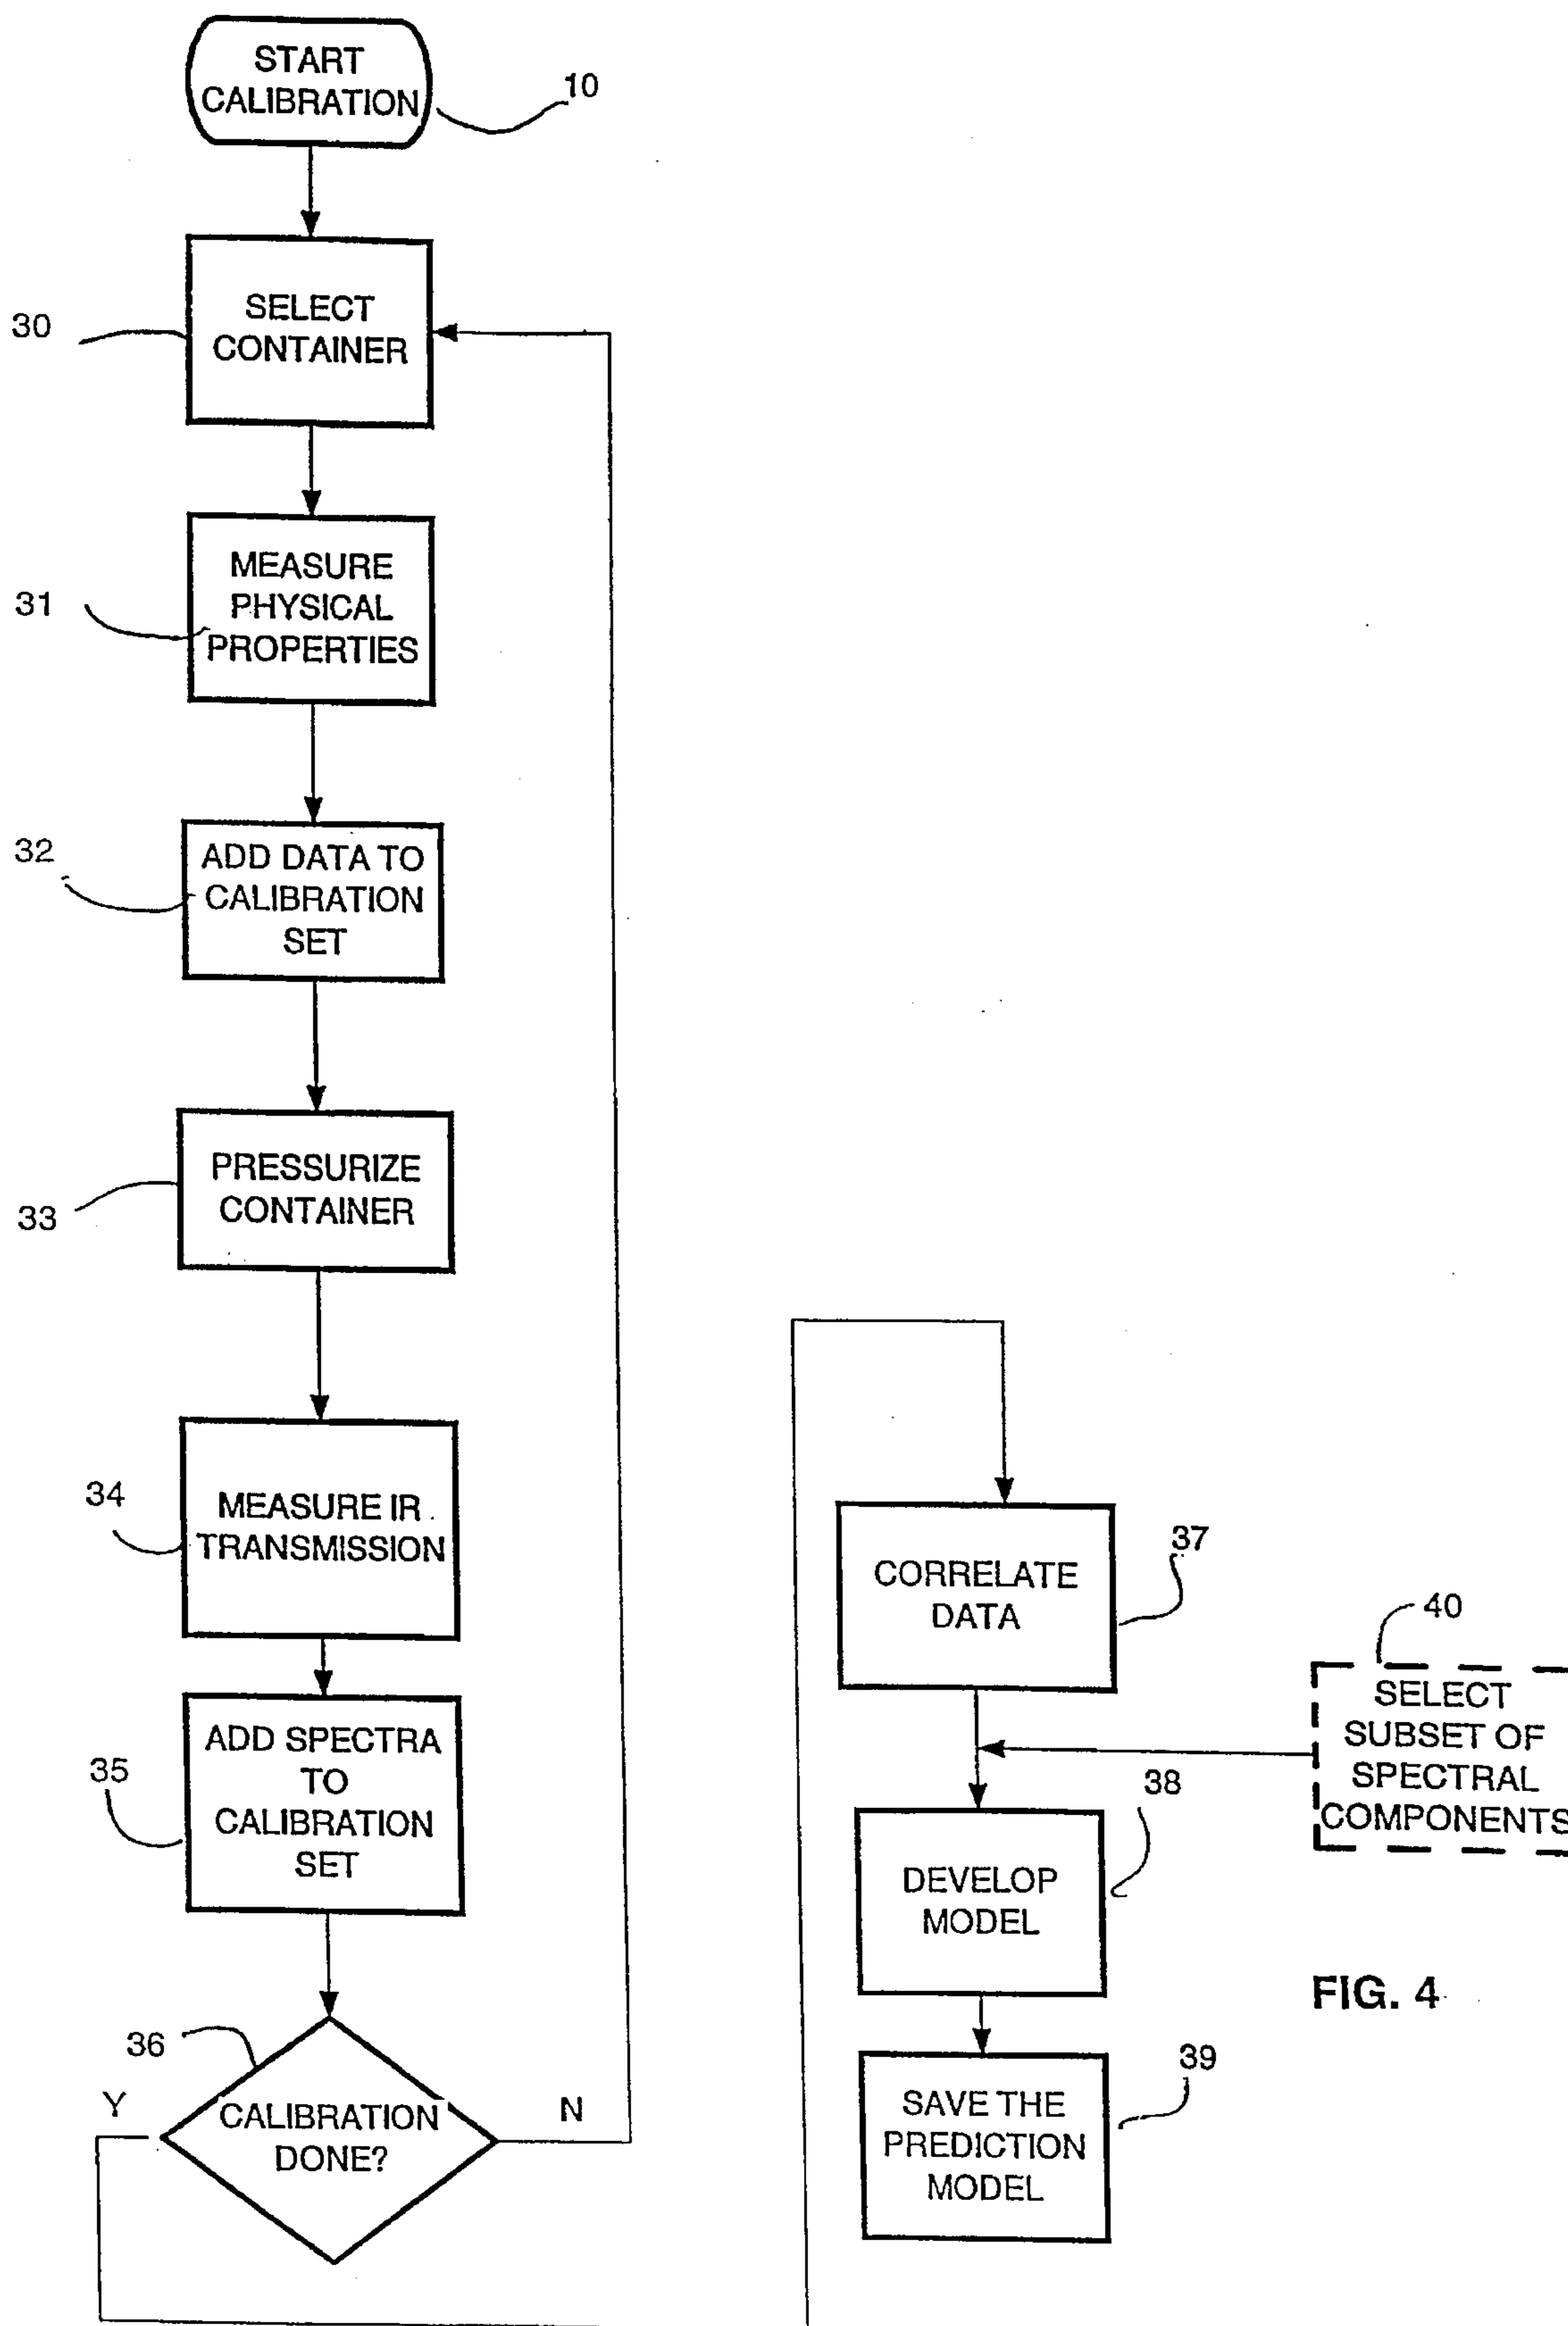 START
CALIBRATION
10
SELECT
CONTAINER
30
MEASURE
PHYSICAL
PROPERTIES
31
ADD DATA TO
CALIBRATION
SET
32
PRESSURIZE
CONTAINER
33
MEASURE IR
TRANSMISSION
34
ADD SPECTRA
TO
CALIBRATION
SET
35
36
CALIBRATION
DONE?
Y
N
CORRELATE
DATA
37
40
SELECT
SUBSET OF
SPECTRAL
COMPONENTS
38
DEVELOP
MODEL
39
SAVE THE
PREDICTION
MODEL
FIG. 4